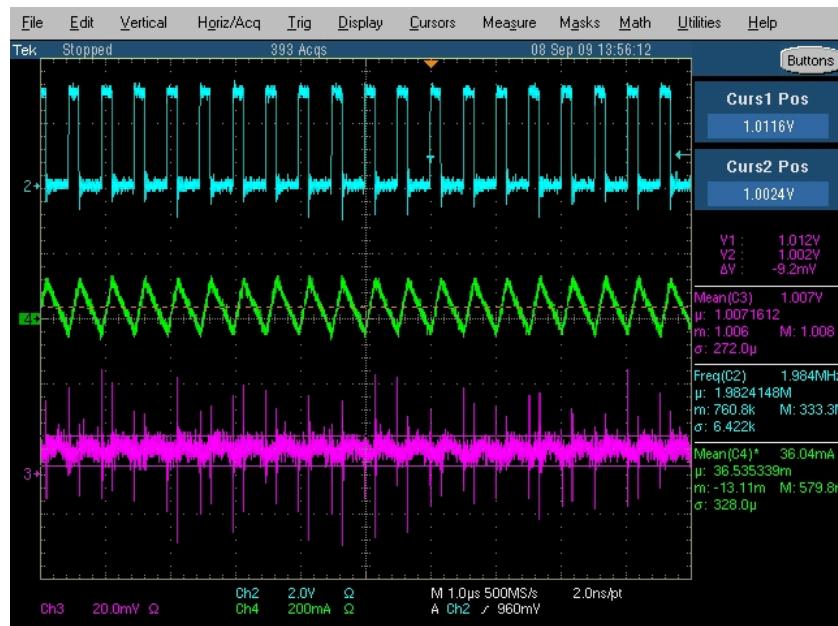 File Edit Vertical Horiz/Acq Trig Display Cursors Measure Masks Math Utilities Help
Tek Stopped 393 Acqs 08 Sep 09 13:56:12
Buttons
Curs1 Pos
1.0116V
Curs2 Pos
1.0024V
V1 : 1.012V
V2 : 1.002V
ΔV : -9.2mV
Mean(C3) 1.007V
µ: 1.0071612
m: 1.006 M: 1.008
σ: 272.0µ
Freq(C2) 1.984MHz
µ: 1.9824148M
m: 760.8k M: 333.3M
σ: 6.422k
Mean(C4)* 36.04mA
µ: 36.535339m
m: -13.11m M: 579.8m
σ: 328.0µ
2
4
3
Ch2 2.0V Ω M 1.0µs 500MS/s 2.0ns/pt
Ch3 20.0mV Ω Ch4 200mA Ω A Ch2 960mV